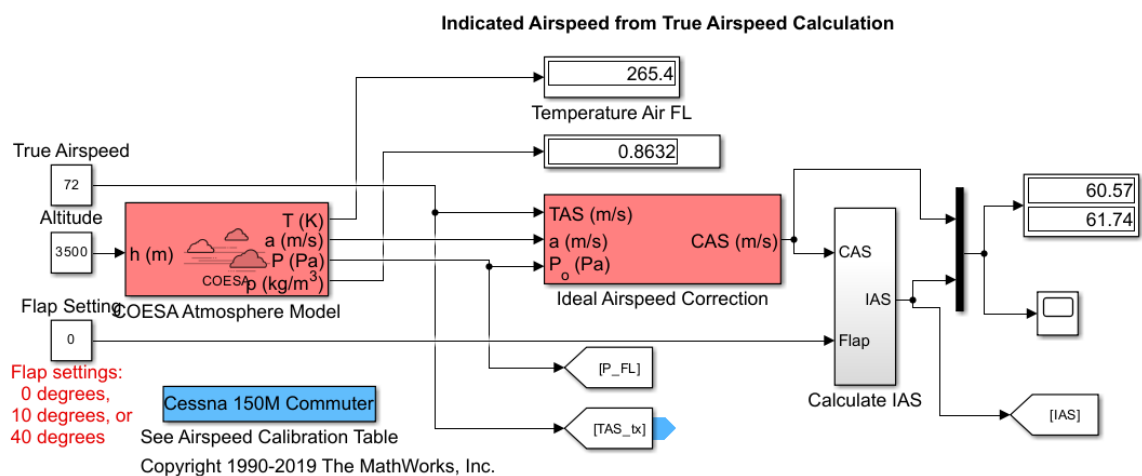 Indicated Airspeed from True Airspeed Calculation
265.4
Temperature Air FL
0.8632
True Airspeed
72
Altitude
3500
h (m)
T (K)
a (m/s)
P (Pa)
ρ (kg/m³)
COESA
COESA Atmosphere Model
TAS (m/s)
a (m/s)
P_o (Pa)
CAS (m/s)
Ideal Airspeed Correction
CAS
Flap
IAS
Calculate IAS
60.57
61.74
Flap Setting
0
Flap settings:
0 degrees,
10 degrees, or
40 degrees
Cessna 150M Commuter
See Airspeed Calibration Table
Copyright 1990-2019 The MathWorks, Inc.
[P_FL]
[TAS_tx]
[IAS]